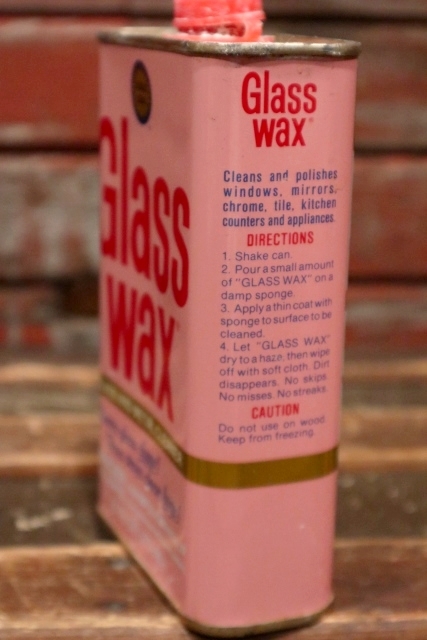 Glass
wax
Glass
wax®
Cleans and polishes
windows, mirrors,
chrome, tile, kitchen
counters and appliances.
DIRECTIONS
1. Shake can.
2. Pour a small amount
of "GLASS WAX" on a
damp sponge.
3. Apply a thin coat with
sponge to surface to be
cleaned.
4. Let "GLASS WAX"
dry to a haze, then wipe
off with soft cloth. Dirt
disappears. No skips.
No misses. No streaks.
CAUTION
Do not use on wood.
Keep from freezing.